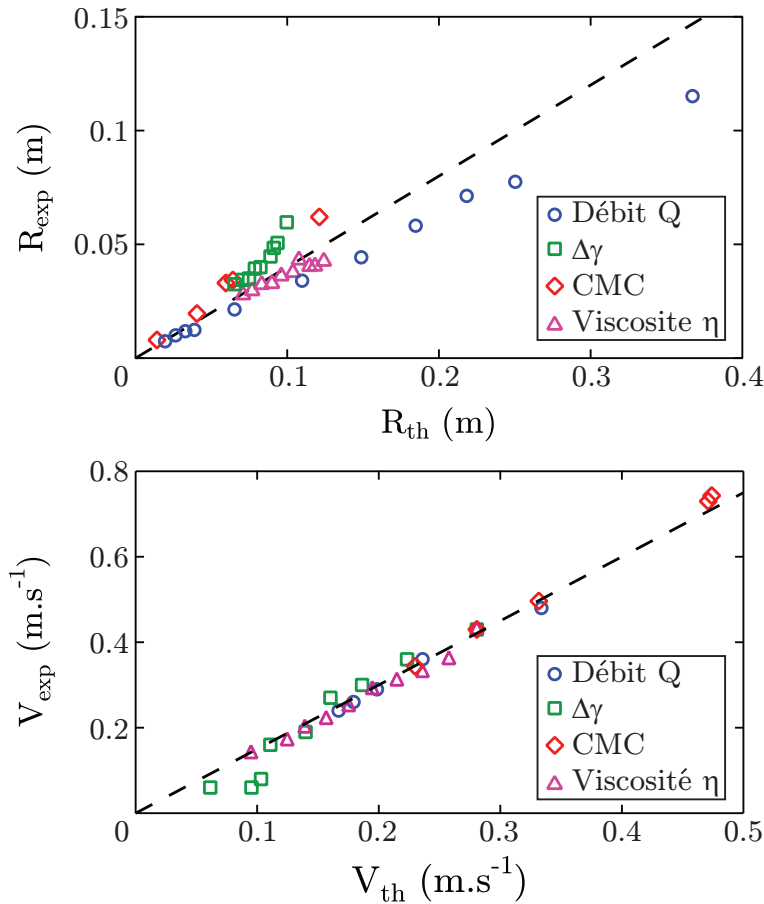 0.15
0.1
0.05
R_exp (m)
Débit Q
Δγ
CMC
Viscosite η
0 0.1 0.2 0.3 0.4
R_th (m)
0.8
0.6
0.4
0.2
V_exp (m.s⁻¹)
Débit Q
Δγ
CMC
Viscosité η
0 0.1 0.2 0.3 0.4 0.5
V_th (m.s⁻¹)